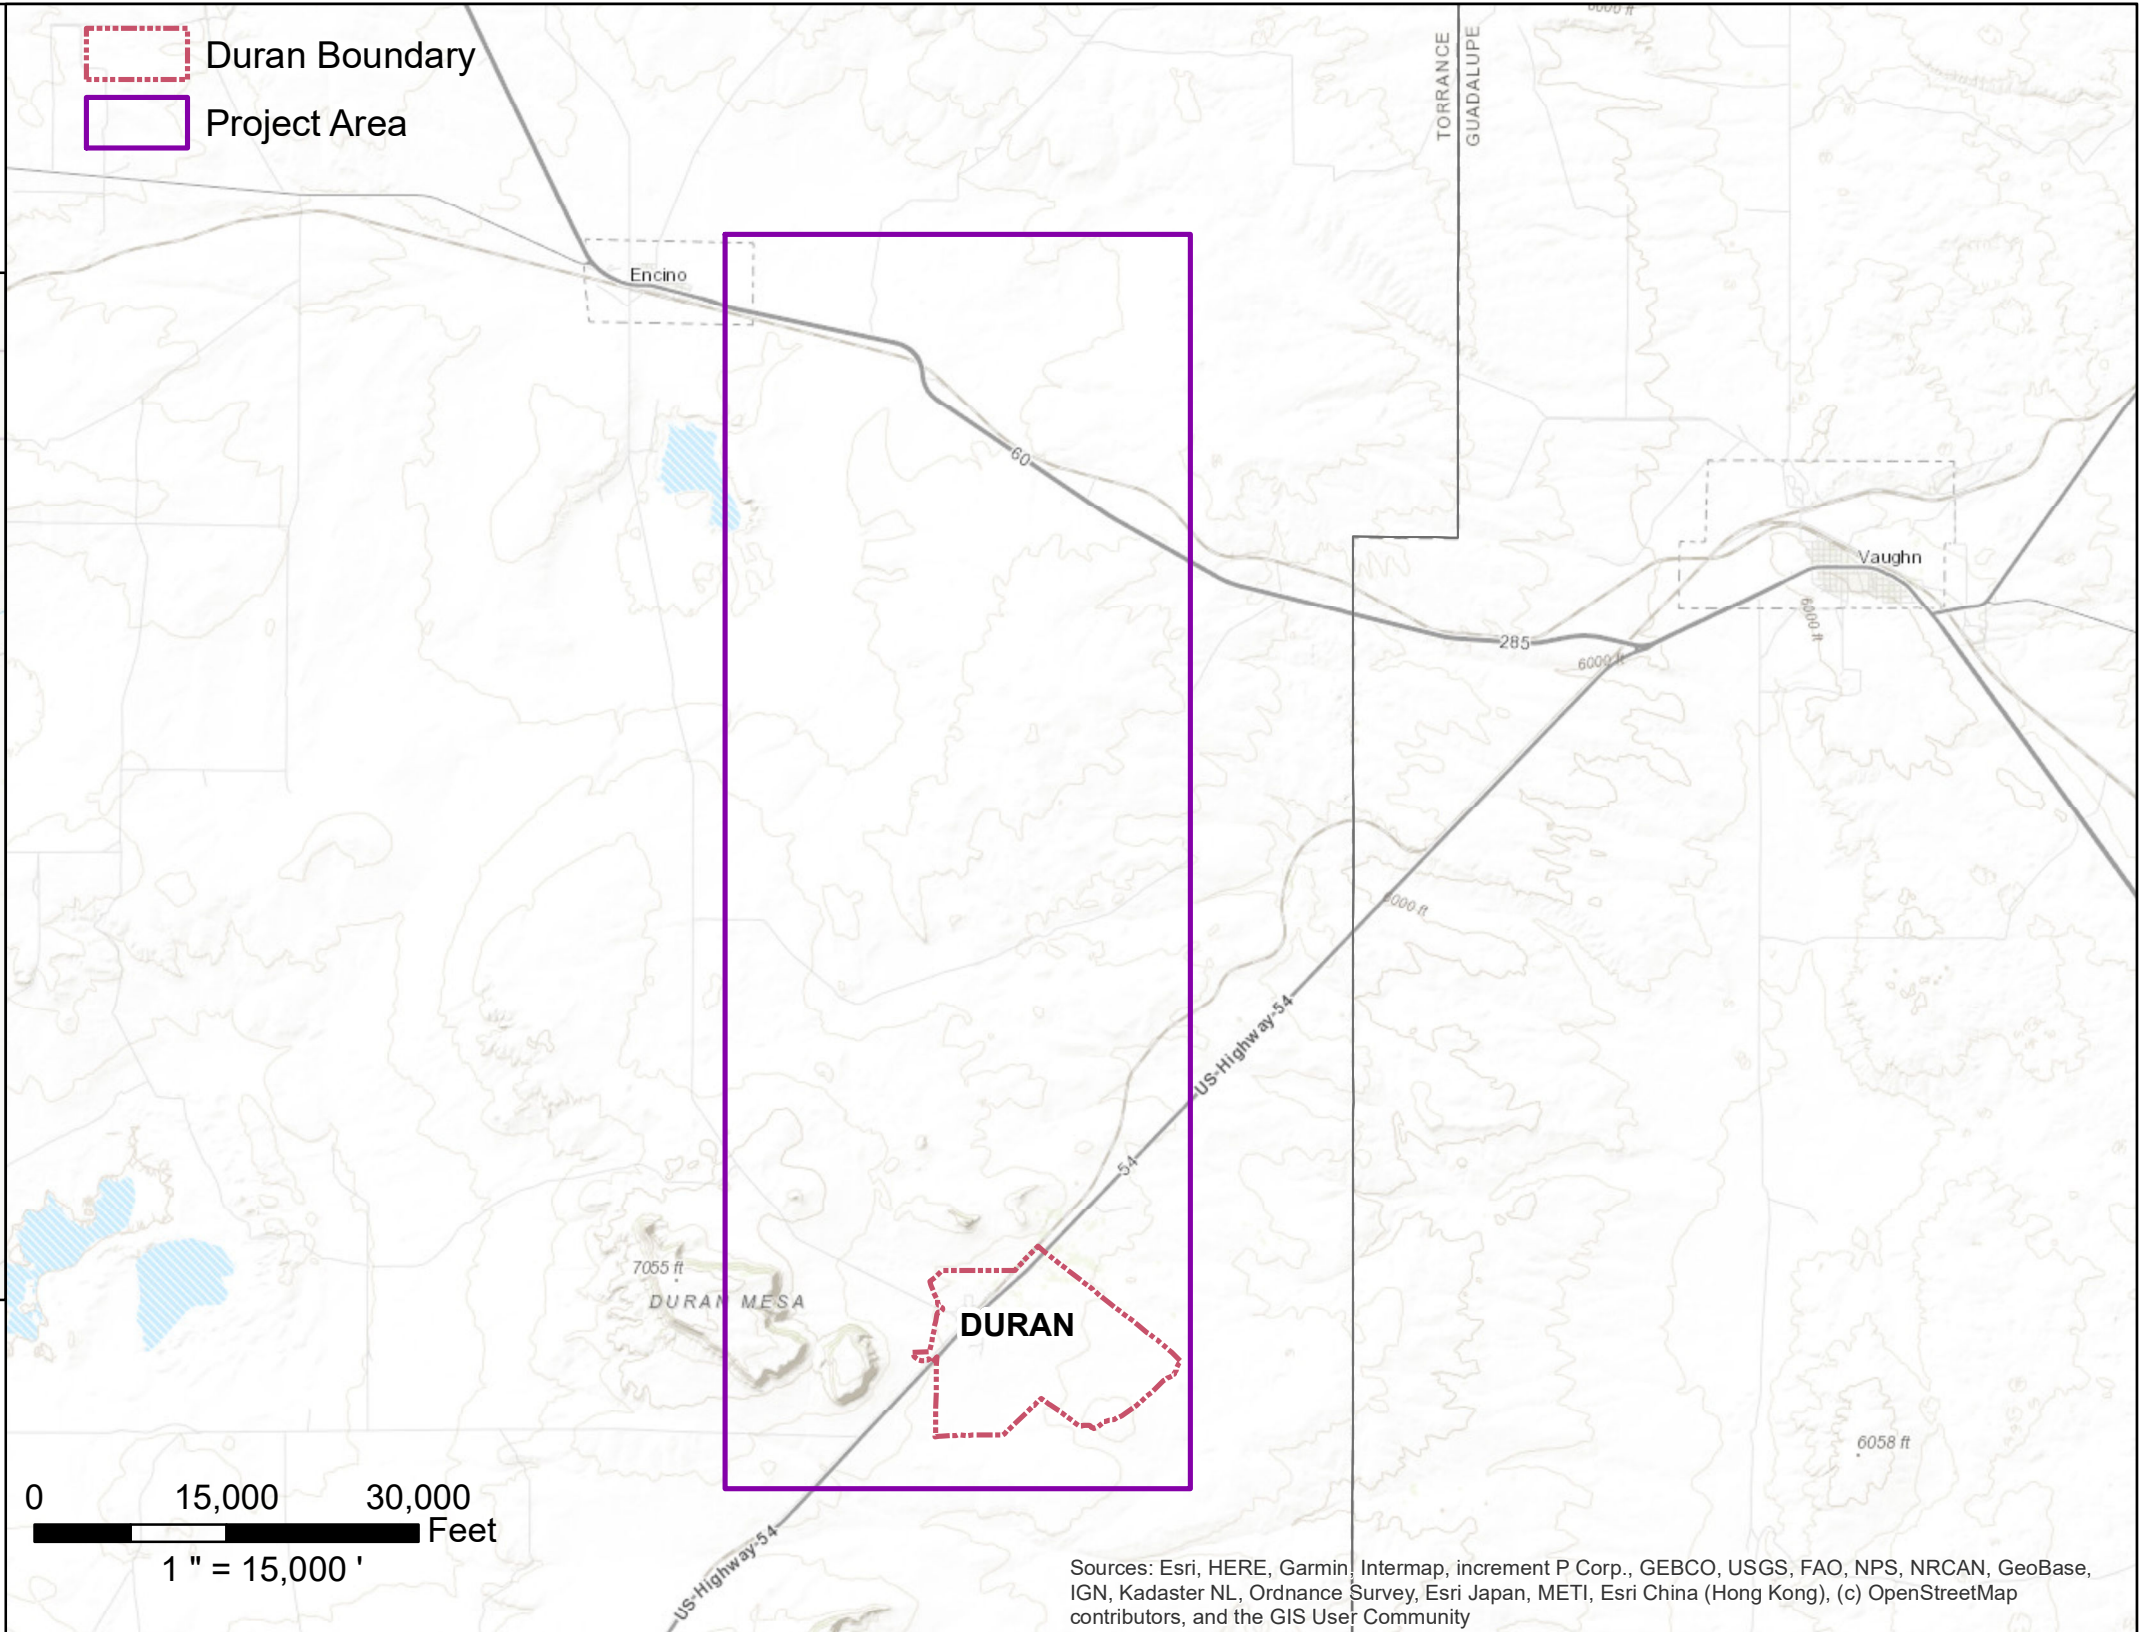 6000 ft
Duran Boundary
Project Area
TORRANCE
GUADALUPE
Encino
60
Vaughn
6000 ft
285
6000 ft
6000 ft
US-Highway-54
54
7055 ft
DURAN MESA
DURAN
6058 ft
0 15,000 30,000
Feet
1 " = 15,000 '
US-Highway-54
Sources: Esri, HERE, Garmin, Intermap, increment P Corp., GEBCO, USGS, FAO, NPS, NRCAN, GeoBase,
IGN, Kadaster NL, Ordnance Survey, Esri Japan, METI, Esri China (Hong Kong), (c) OpenStreetMap
contributors, and the GIS User Community